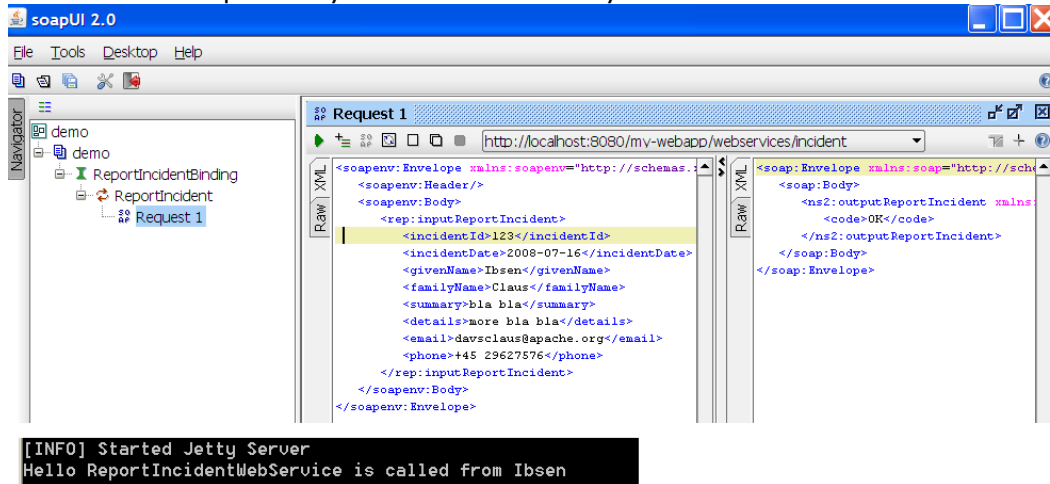 soapUI 2.0
File Tools Desktop Help
Navigator
demo
demo
ReportIncidentBinding
ReportIncident
Request 1
Request 1
http://localhost:8080/my-webapp/webservices/incident
XML
Raw
<soapenv:Envelope xmlns:soapenv="http://schemas.
<soapenv:Header/>
<soapenv:Body>
<rep:inputReportIncident>
<incidentId>123</incidentId>
<incidentDate>2008-07-16</incidentDate>
<givenName>Ibsen</givenName>
<familyName>Claus</familyName>
<summary>bla bla</summary>
<details>more bla bla</details>
<email>davsclaus@apache.org</email>
<phone>+45 29627576</phone>
</rep:inputReportIncident>
</soapenv:Body>
</soapenv:Envelope>
XML
Raw
<soap:Envelope xmlns:soap="http://sche
<soap:Body>
<ns2:outputReportIncident xmlns:
<code>OK</code>
</ns2:outputReportIncident>
</soap:Body>
</soap:Envelope>
[INFO] Started Jetty Server
Hello ReportIncidentWebService is called from Ibsen